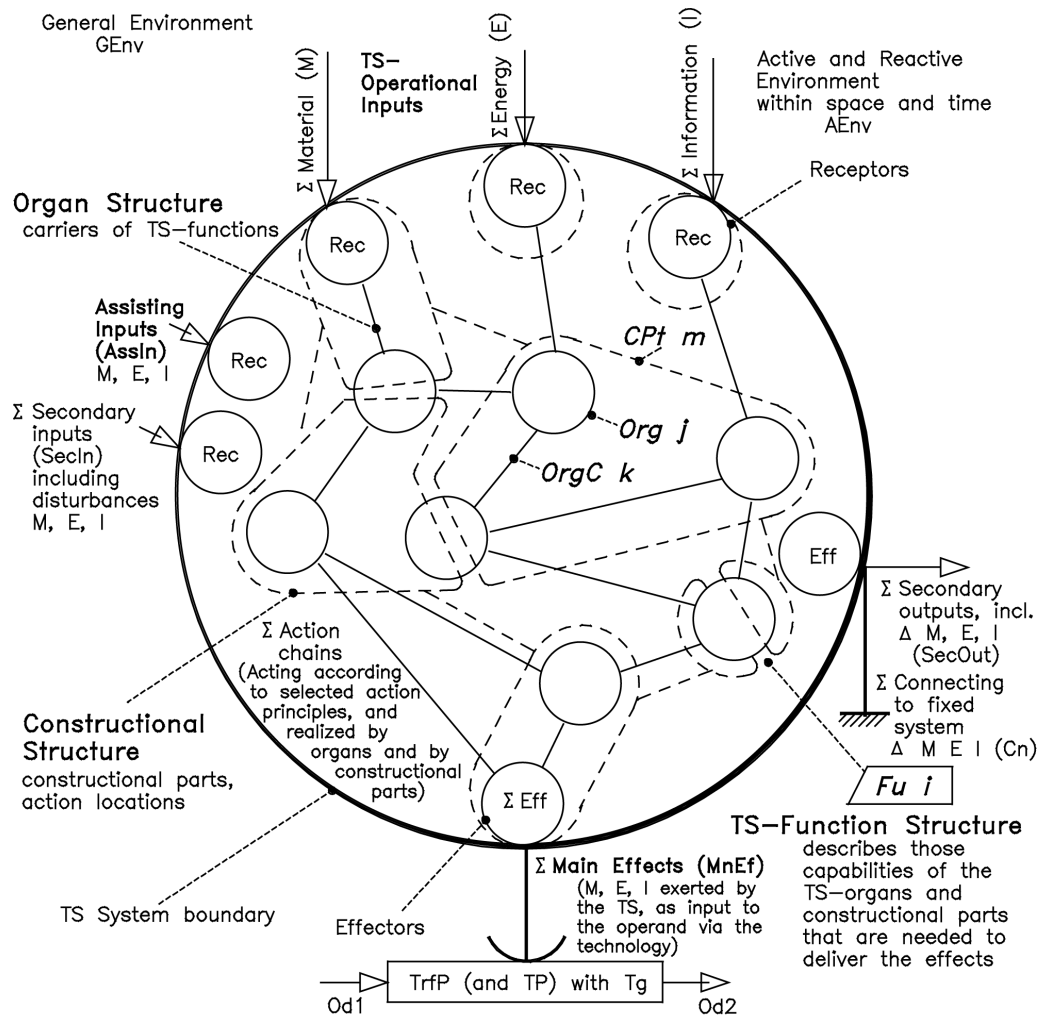 General Environment
GEnv
Σ Material (M)
TS-
Operational
Inputs
Σ Energy (E)
Σ Information (I)
Active and Reactive
Environment
within space and time
AEnv
Receptors
Rec
Rec
Rec
Organ Structure
carriers of TS-functions
Assisting
Inputs
(AssIn)
M, E, I
Rec
CPt m
Σ Secondary
inputs
(SecIn)
including
disturbances
M, E, I
Rec
Org j
OrgC k
Eff
Σ Secondary
outputs, incl.
Δ M, E, I
(SecOut)
Σ Connecting
to fixed
system
Δ M E I (Cn)
Σ Action
chains
(Acting according
to selected action
principles, and
realized by
organs and by
constructional
parts)
Constructional
Structure
constructional parts,
action locations
Σ Eff
Fu i
TS-Function Structure
describes those
capabilities of the
TS-organs and
constructional parts
that are needed to
deliver the effects
TS System boundary
Effectors
Σ Main Effects (MnEf)
(M, E, I exerted by
the TS, as input to
the operand via the
technology)
Od1
TrfP (and TP) with Tg
Od2